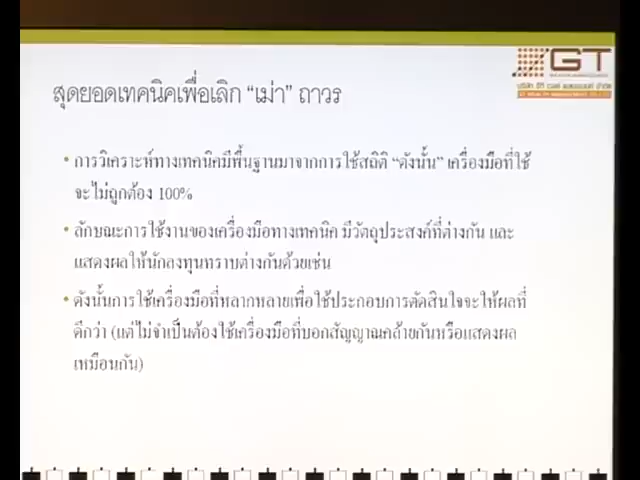 GT
สุดยอดเทคนิคเพื่อเลิก “เม่า” ถาวร
• การวิเคราะห์ทางเทคนิคมีพื้นฐานมาจากการใช้สถิติ “ดังนั้น” เครื่องมือที่ใช้
จะไม่ถูกต้อง 100%
• ลักษณะการใช้งานของเครื่องมือทางเทคนิค มีวัตถุประสงค์ที่ต่างกัน และ
แสดงผลให้นักลงทุนทราบต่างกันด้วยเช่น
• ดังนั้นการใช้เครื่องมือที่หลากหลายเพื่อใช้ประกอบการตัดสินใจจะให้ผลที่
ดีกว่า (แต่ไม่จำเป็นต้องใช้เครื่องมือที่บอกสัญญาณคล้ายกันหรือแสดงผล
เหมือนกัน)